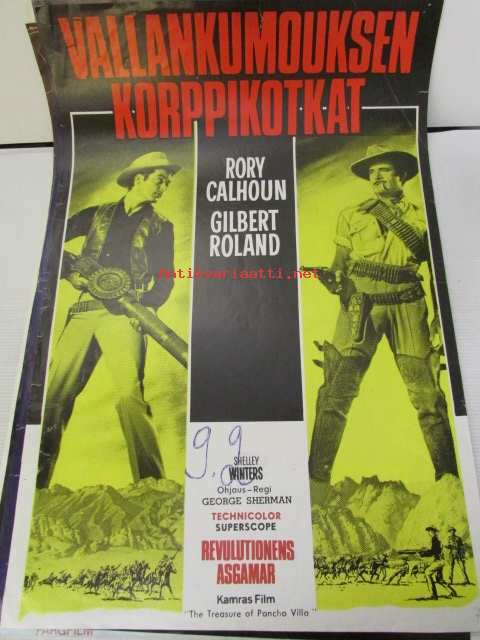 VALLANKUMOUKSEN
KORPPIKOTKAT
RORY
CALHOUN
GILBERT
ROLAND
Antikvariaatti.net
9.9
SHELLEY
WINTERS
Ohjaus-Regi
GEORGE SHERMAN
TECHNICOLOR
SUPERSCOPE
REVOLUTIONENS
ASGAMAR
Kamras Film
"The Treasure of Pancho Villa"
PARGFILM